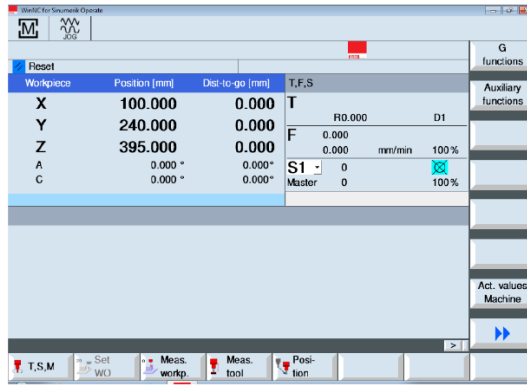 WinNC for Sinumerik Operate
M
JOG
G
functions
Reset
Workpiece Position [mm] Dist-to-go [mm] T,F,S
Auxiliary
functions
X 100.000 0.000 T
R0.000 D1
Y 240.000 0.000
F 0.000
0.000 mm/min 100%
Z 395.000 0.000
A 0.000 ° 0.000°
S1 0
C 0.000 ° 0.000°
Master 0 100%
Act. values
Machine
>
T,S,M
Set
WO
Meas.
workp.
Meas.
tool
Posi-
tion